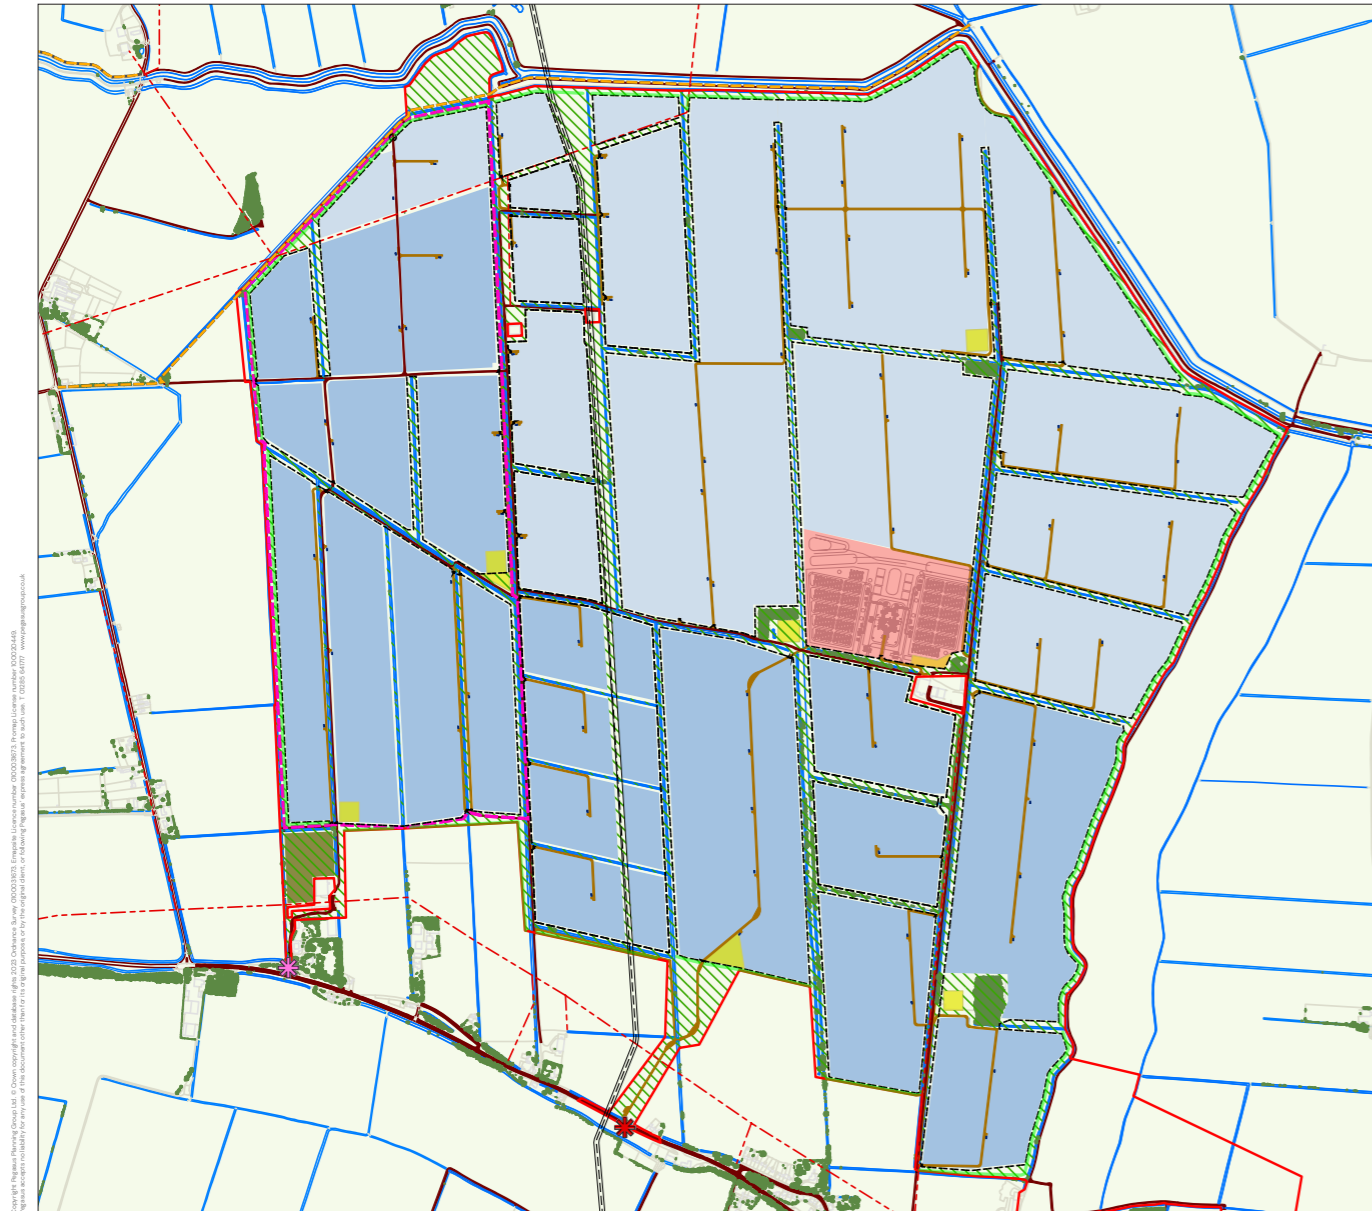 Copyright Pegasus Planning Group Ltd. © Crown copyright and database rights 2023 Ordnance Survey 0100031673. Emapsite Licence number 0100031673. Promap License number 100020449.
Pegasus accepts no liability for any use of this document other than for its original purpose, or by the original client, or following Pegasus' express agreement to such use. T 01285 641717 www.pegasusgroup.co.uk